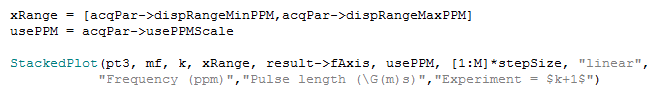 xRange = [acqPar->dispRangeMinPPM,acqPar->dispRangeMaxPPM]
usePPM = acqPar->usePPMScale
StackedPlot(pt3, mf, k, xRange, result->fAxis, usePPM, [1:M]*stepSize, "linear",
"Frequency (ppm)","Pulse length (\G(m)s)","Experiment = $k+1$")